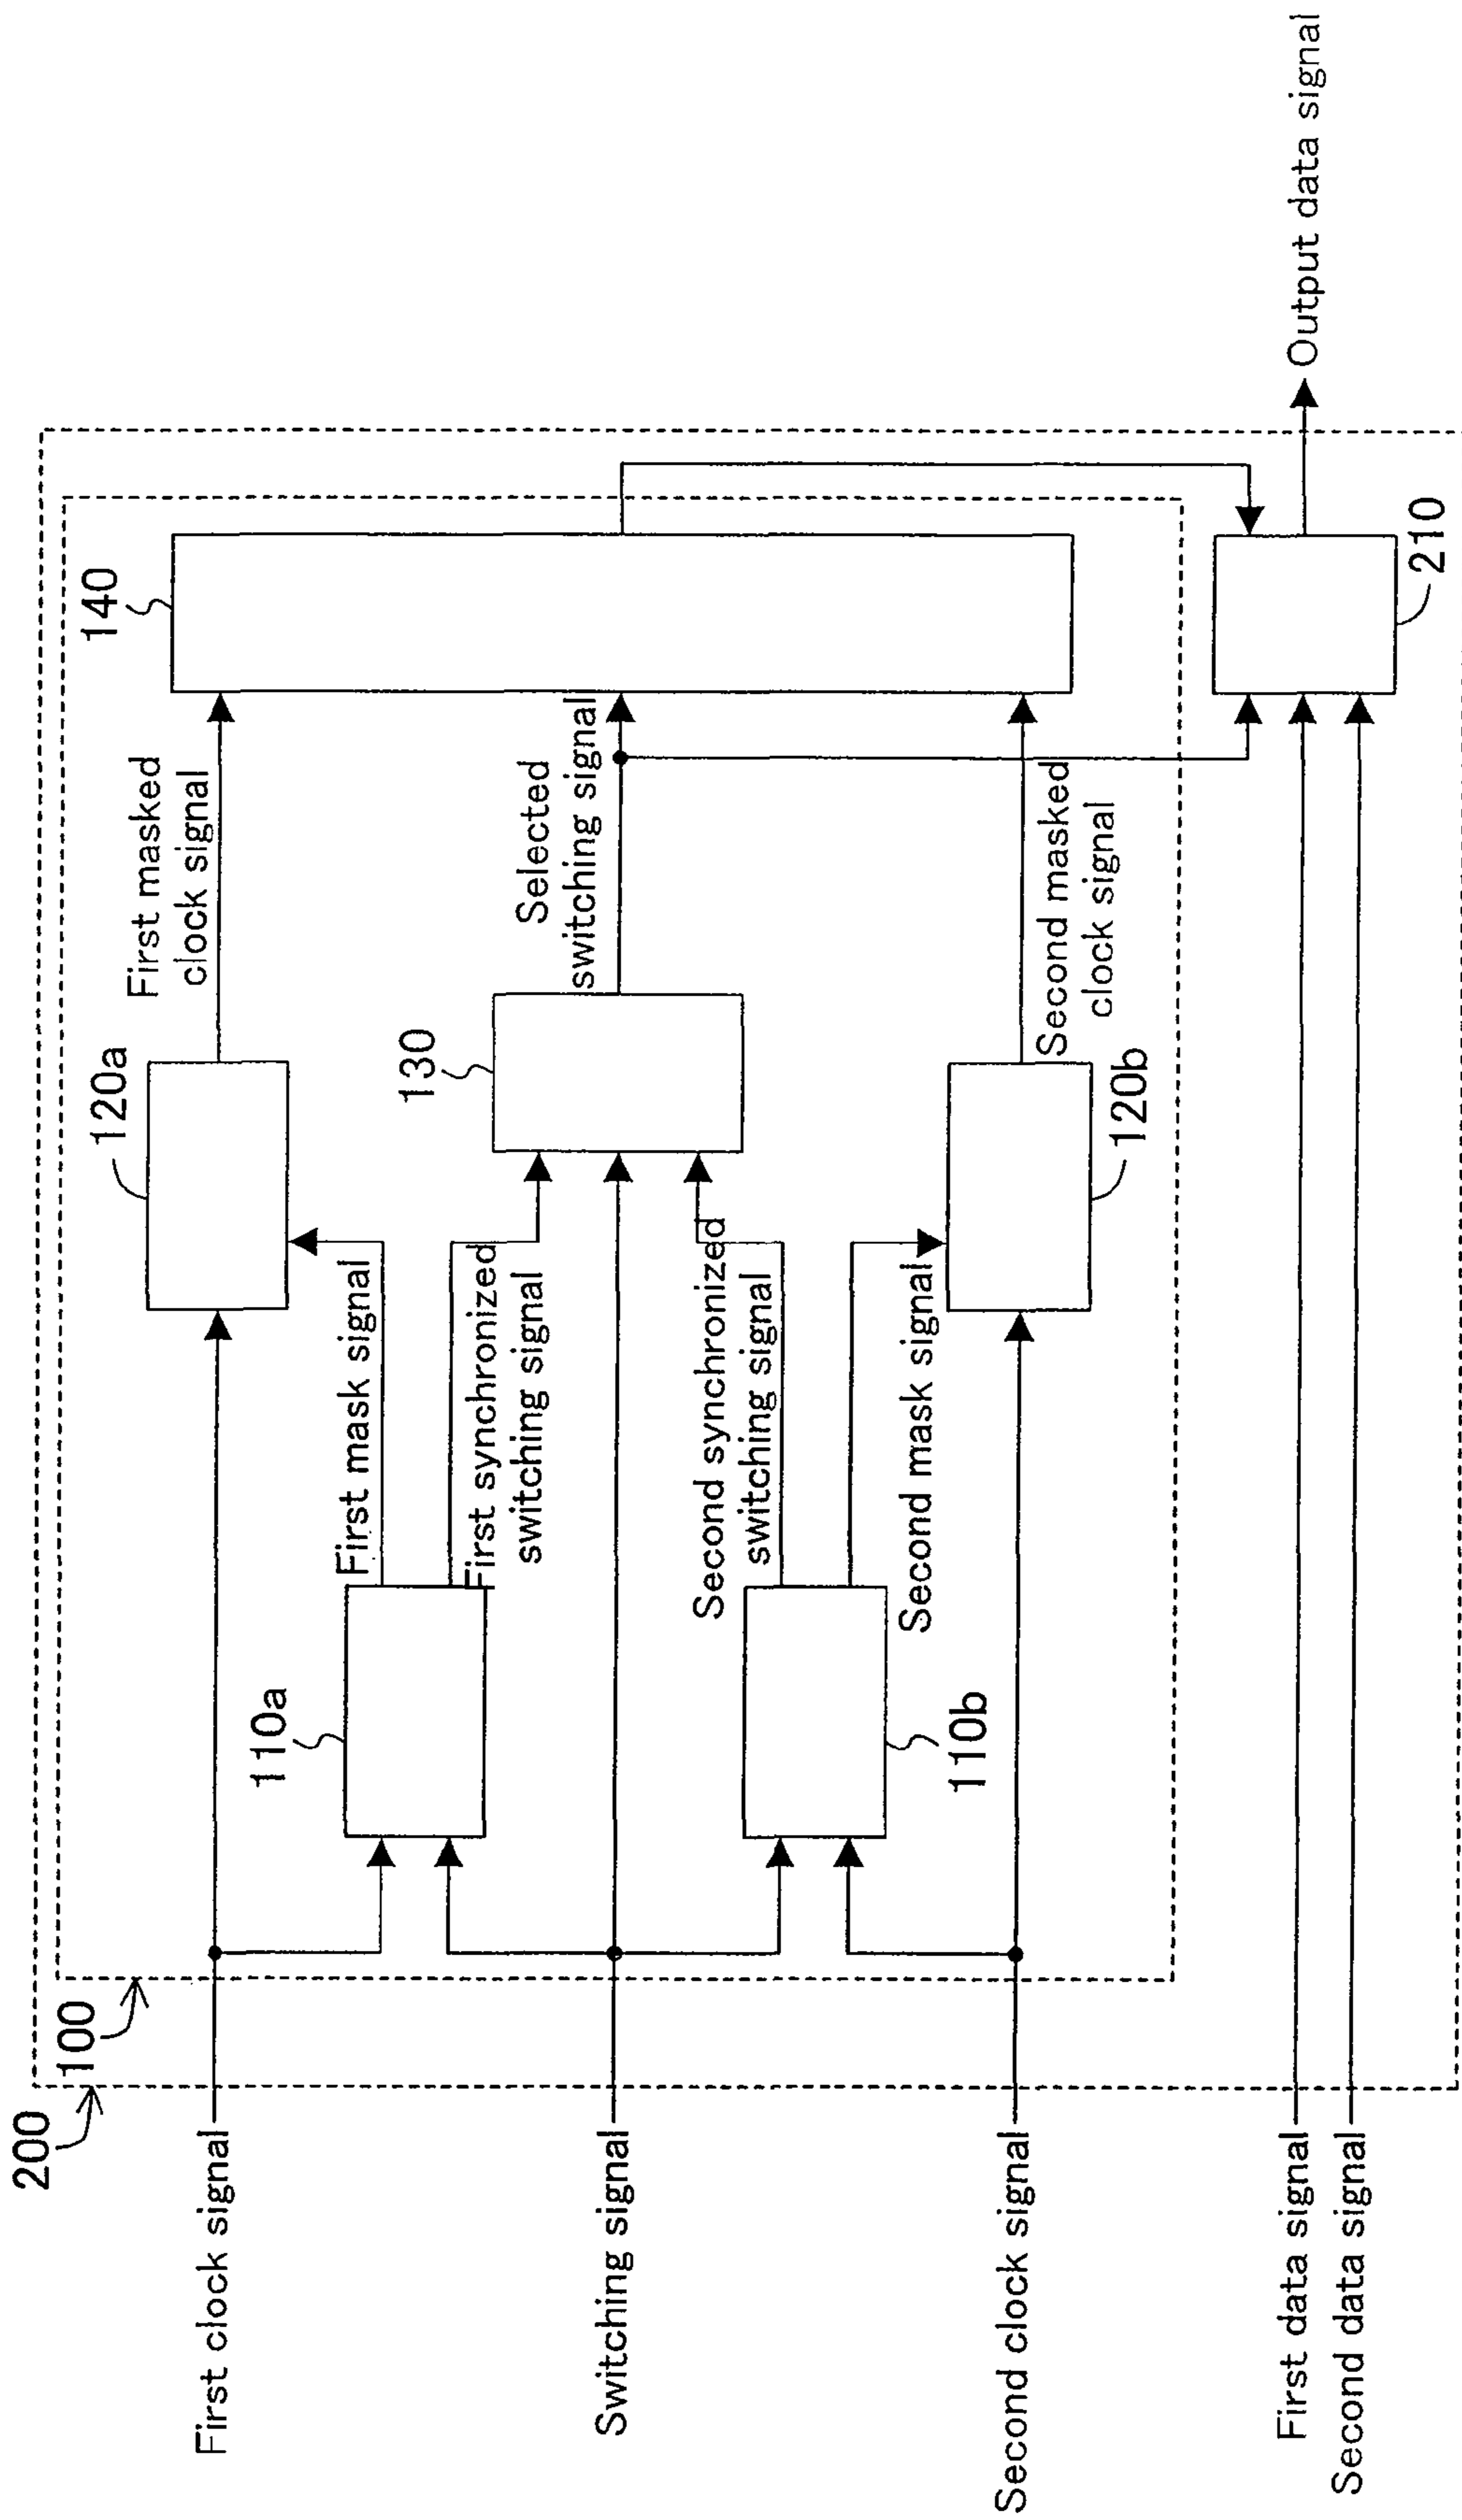 200
100
First clock signal
Switching signal
Second clock signal
First data signal
Second data signal
110a
110b
First mask signal
First synchronized
switching signal
Second synchronized
switching signal
Second mask signal
120a
130
120b
First masked
clock signal
Selected
switching signal
Second masked
clock signal
140
210
Output data signal